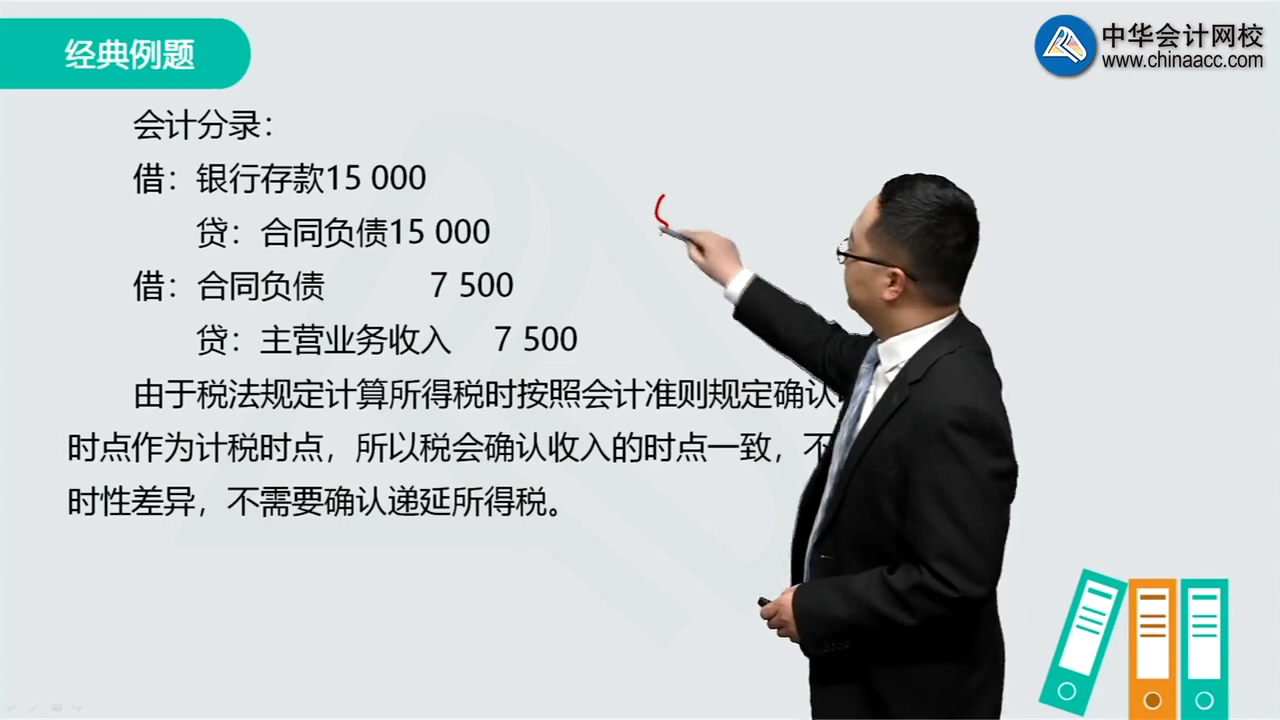 经典例题
中华会计网校
www.chinaacc.com
会计分录：
借：银行存款15 000
贷：合同负债15 000
借：合同负债 7 500
贷：主营业务收入 7 500
由于税法规定计算所得税时按照会计准则规定确认
时点作为计税时点，所以税会确认收入的时点一致，不
时性差异，不需要确认递延所得税。